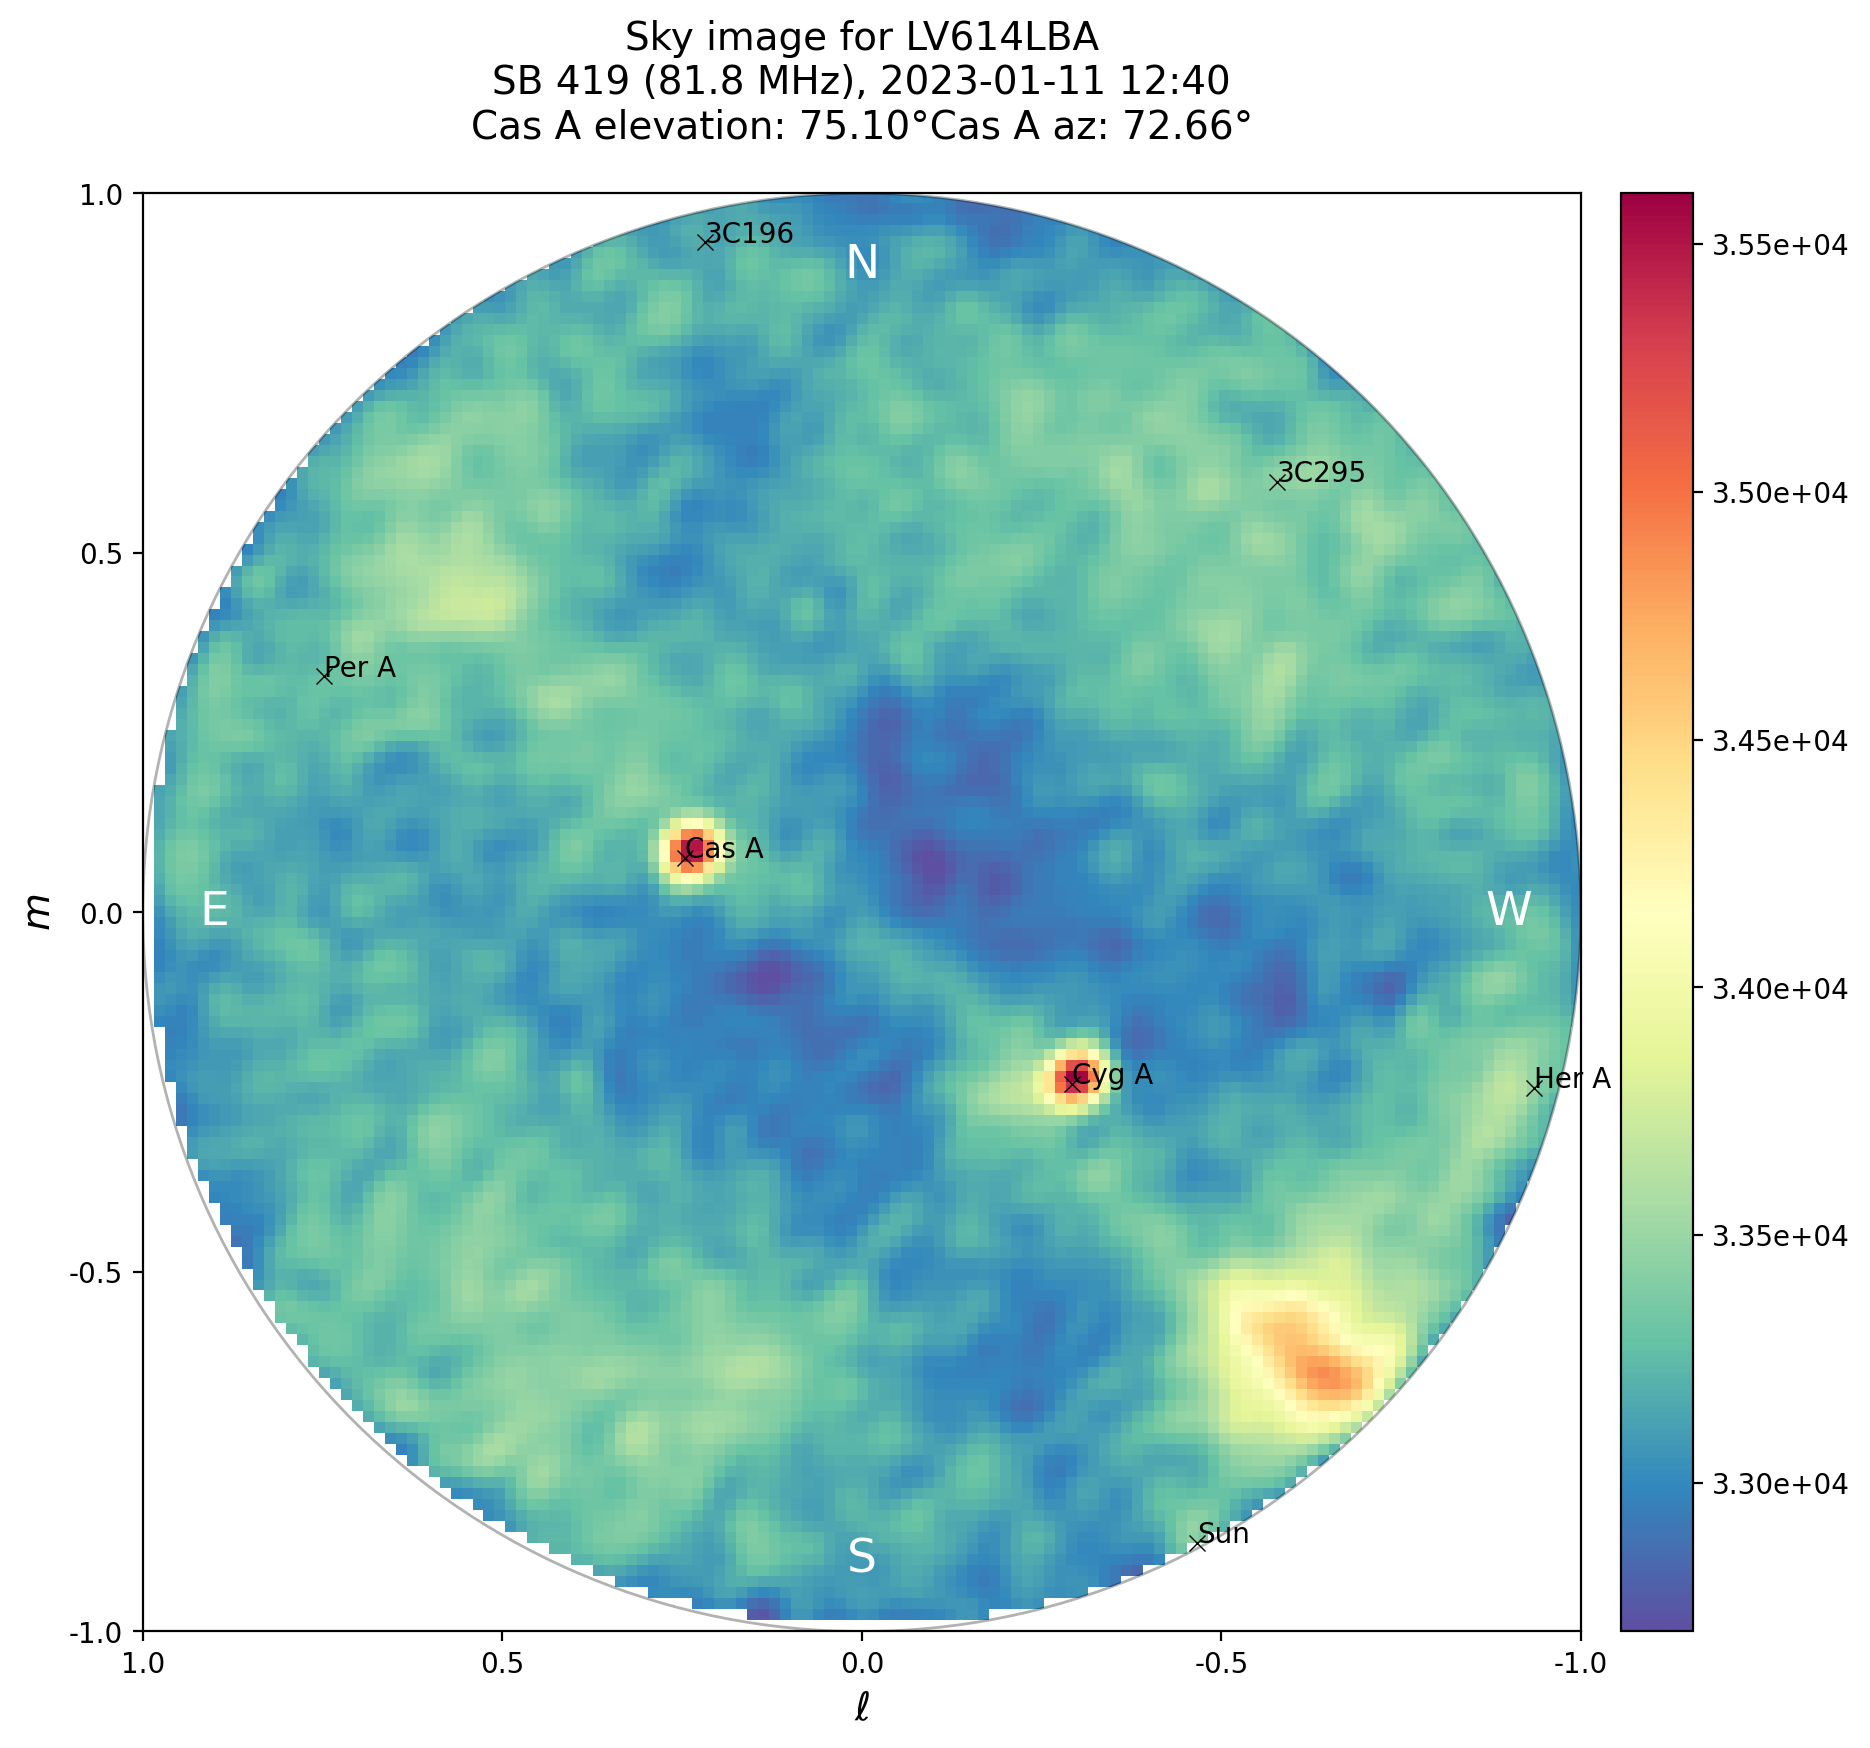 Sky image for LV614LBA
SB 419 (81.8 MHz), 2023-01-11 12:40
Cas A elevation: 75.10°Cas A az: 72.66°
1.0
3C196
N
3.55e+04
3C295
3.50e+04
0.5
Per A
3.45e+04
Cas A
m
0.0
E
W
3.40e+04
Cyg A
Her A
3.35e+04
-0.5
3.30e+04
Sun
S
-1.0
1.0
0.5
0.0
-0.5
-1.0
ℓ